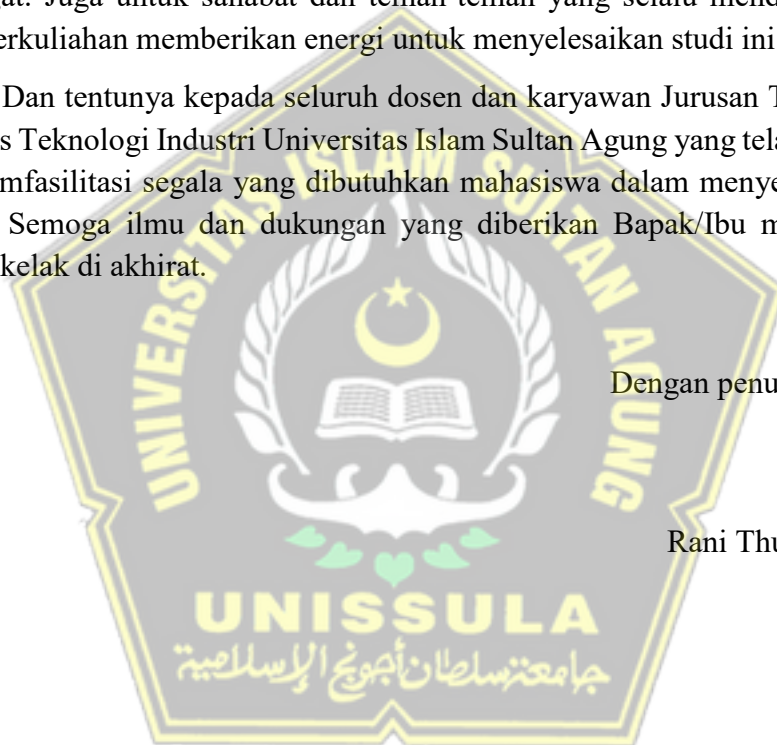 gat. Juga untuk sahabat dan teman teman yang selalu mend
erkuliahan memberikan energi untuk menyelesaikan studi ini
Dan tentunya kepada seluruh dosen dan karyawan Jurusan T
s Teknologi Industri Universitas Islam Sultan Agung yang tela
mfasilitasi segala yang dibutuhkan mahasiswa dalam menye
Semoga ilmu dan dukungan yang diberikan Bapak/Ibu m
kelak di akhirat.
UNIVERSITAS ISLAM SULTAN AGUNG
Dengan penu
Rani Thu
UNISSULA
جامعة سلطان أجونج الإسلامية